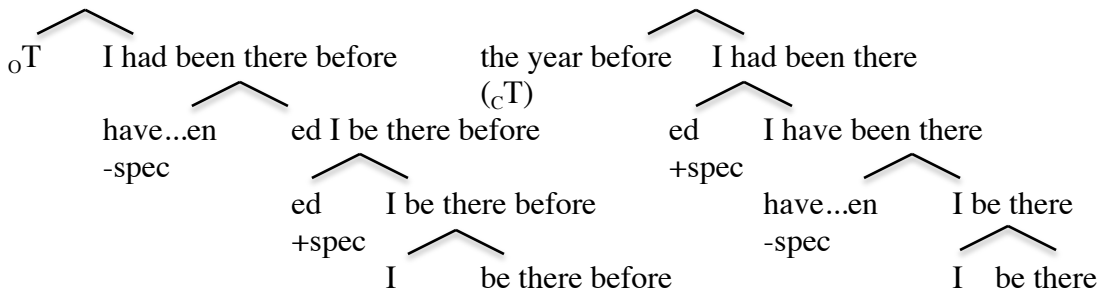 ₒT I had been there before the year before I had been there
(cT)
have...en ed I be there before ed I have been there
-spec +spec
ed I be there before have...en I be there
+spec -spec
I be there before I be there